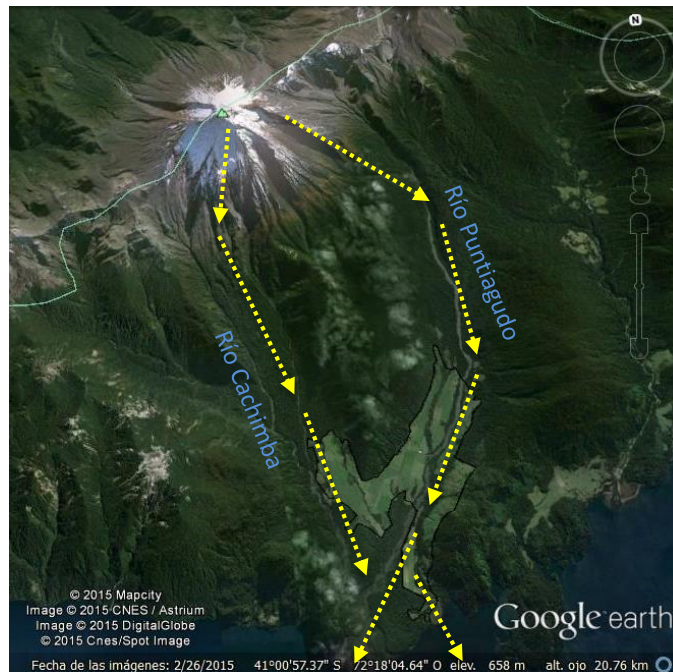 N
Río Puntiagudo
Río Cachimba
© 2015 Mapcity
Image © 2015 CNES / Astrium
Image © 2015 DigitalGlobe
© 2015 Cnes/Spot Image
Google earth
Fecha de las imágenes: 2/26/2015 41°00'57.37" S 72°18'04.64" O elev. 658 m alt. ojo 20.76 km